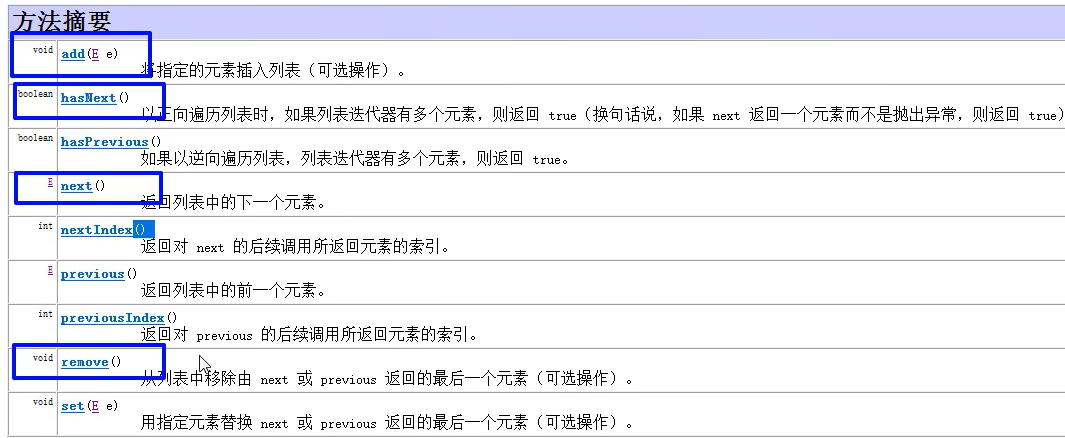 方法摘要
void add(E e)
将指定的元素插入列表（可选操作）。
boolean hasNext()
以正向遍历列表时，如果列表迭代器有多个元素，则返回 true（换句话说，如果 next 返回一个元素而不是抛出异常，则返回 true）
boolean hasPrevious()
如果以逆向遍历列表，列表迭代器有多个元素，则返回 true。
E next()
返回列表中的下一个元素。
int nextIndex()
返回对 next 的后续调用所返回元素的索引。
E previous()
返回列表中的前一个元素。
int previousIndex()
返回对 previous 的后续调用所返回元素的索引。
void remove()
从列表中移除由 next 或 previous 返回的最后一个元素（可选操作）。
void set(E e)
用指定元素替换 next 或 previous 返回的最后一个元素（可选操作）。